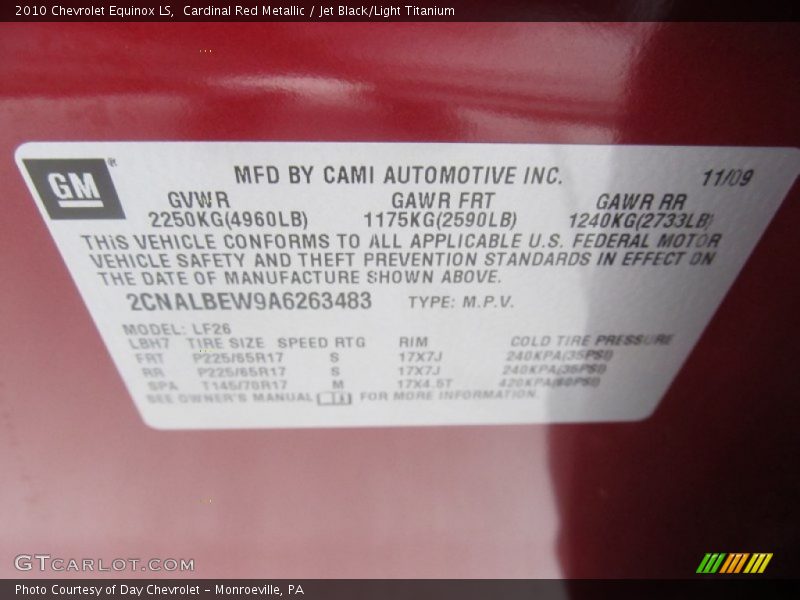 2010 Chevrolet Equinox LS,  Cardinal Red Metallic / Jet Black/Light Titanium
GM
MFD BY CAMI AUTOMOTIVE INC. 11/09
GVWR GAWR FRT GAWR RR
2250KG(4960LB) 1175KG(2590LB) 1240KG(2733LB)
THIS VEHICLE CONFORMS TO ALL APPLICABLE U.S. FEDERAL MOTOR
VEHICLE SAFETY AND THEFT PREVENTION STANDARDS IN EFFECT ON
THE DATE OF MANUFACTURE SHOWN ABOVE.
2CNALBEW9A6263483 TYPE: M.P.V.
MODEL: LF26
LBH7 TIRE SIZE SPEED RTG RIM COLD TIRE PRESSURE
FRT P225/65R17 S 17X7J 240KPA(35PSI)
RR P225/65R17 S 17X7J 240KPA(35PSI)
SPA T145/70R17 M 17X4.5T 420KPA(60PSI)
SEE OWNER'S MANUAL FOR MORE INFORMATION.
GTCARLOT.COM
Photo Courtesy of Day Chevrolet - Monroeville, PA